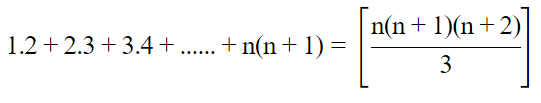 1.2 + 2.3 + 3.4 + ...... + n(n + 1) = [n(n + 1)(n + 2) / 3]